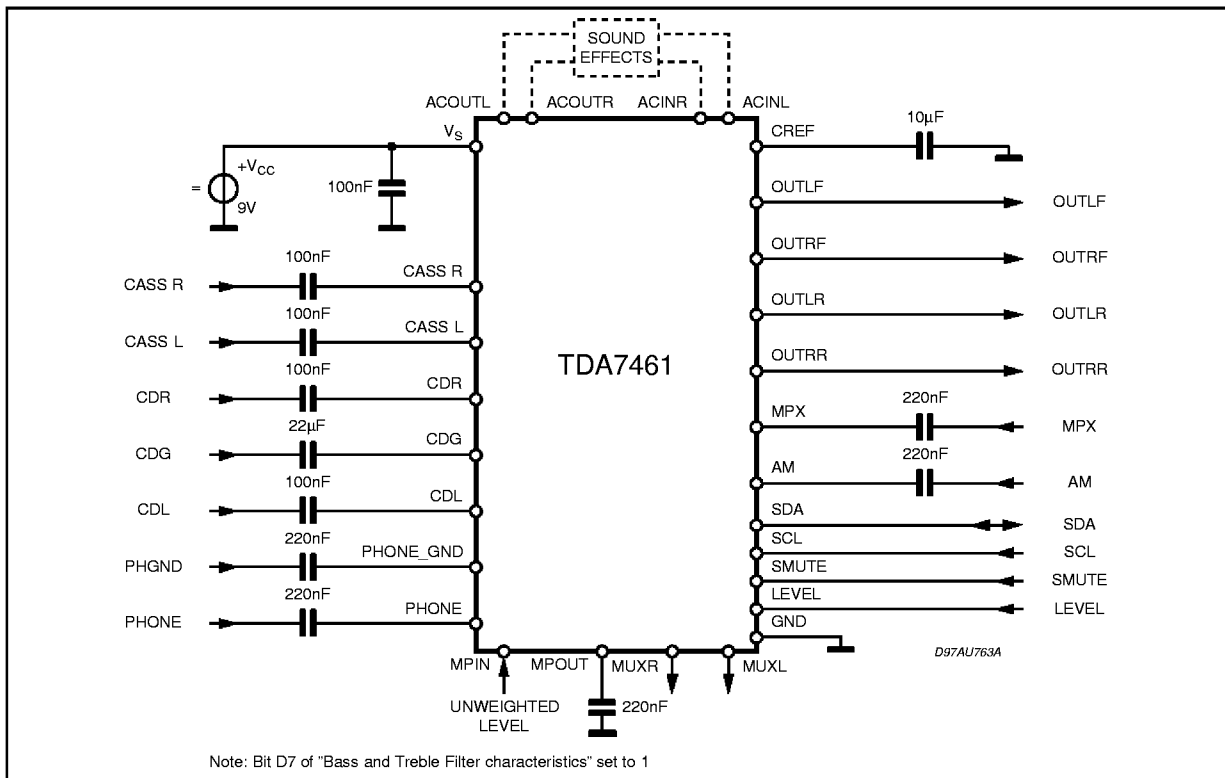 SOUND
EFFECTS
ACOUTL
ACOUTR
ACINR
ACINL
VS
CREF
10μF
+VCC
=
9V
100nF
OUTLF
OUTLF
OUTRF
OUTRF
OUTLR
OUTLR
OUTRR
OUTRR
CASS R
100nF
CASS R
CASS L
100nF
CASS L
CDR
100nF
CDR
CDG
22μF
CDG
CDL
100nF
CDL
PHGND
220nF
PHONE_GND
PHONE
220nF
PHONE
TDA7461
MPX
220nF
MPX
AM
220nF
AM
SDA
SDA
SCL
SCL
SMUTE
SMUTE
LEVEL
LEVEL
GND
D97AU763A
MPIN
MPOUT
MUXR
MUXL
UNWEIGHTED
LEVEL
220nF
Note: Bit D7 of "Bass and Treble Filter characteristics" set to 1